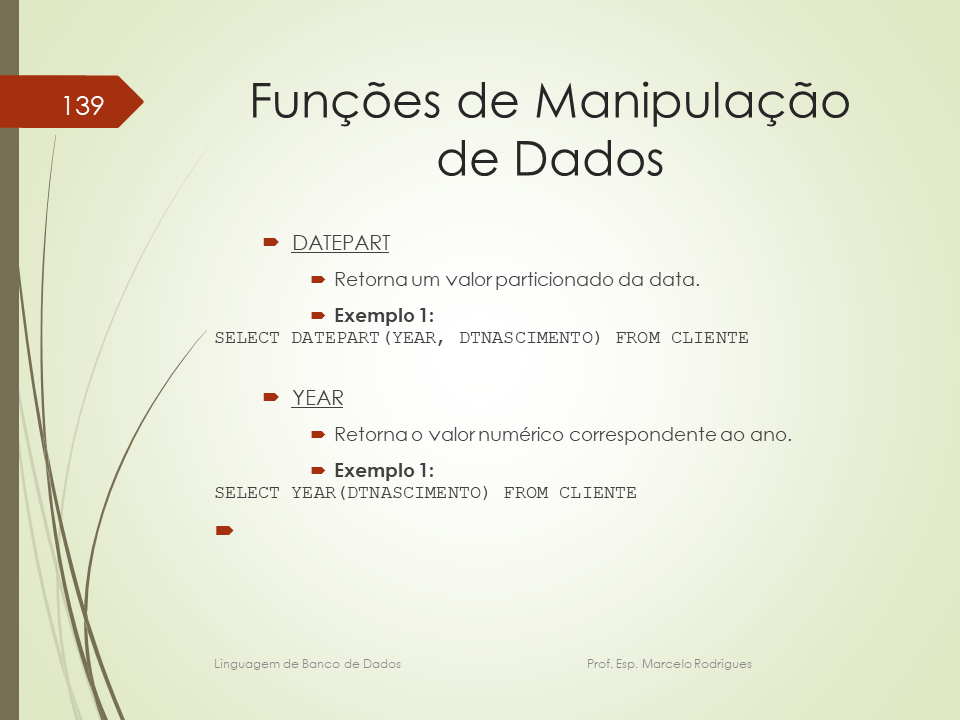 139
Funções de Manipulação
de Dados
DATEPART
Retorna um valor particionado da data.
Exemplo 1:
SELECT DATEPART(YEAR, DTNASCIMENTO) FROM CLIENTE
YEAR
Retorna o valor numérico correspondente ao ano.
Exemplo 1:
SELECT YEAR(DTNASCIMENTO) FROM CLIENTE
Linguagem de Banco de Dados Prof. Esp. Marcelo Rodrigues